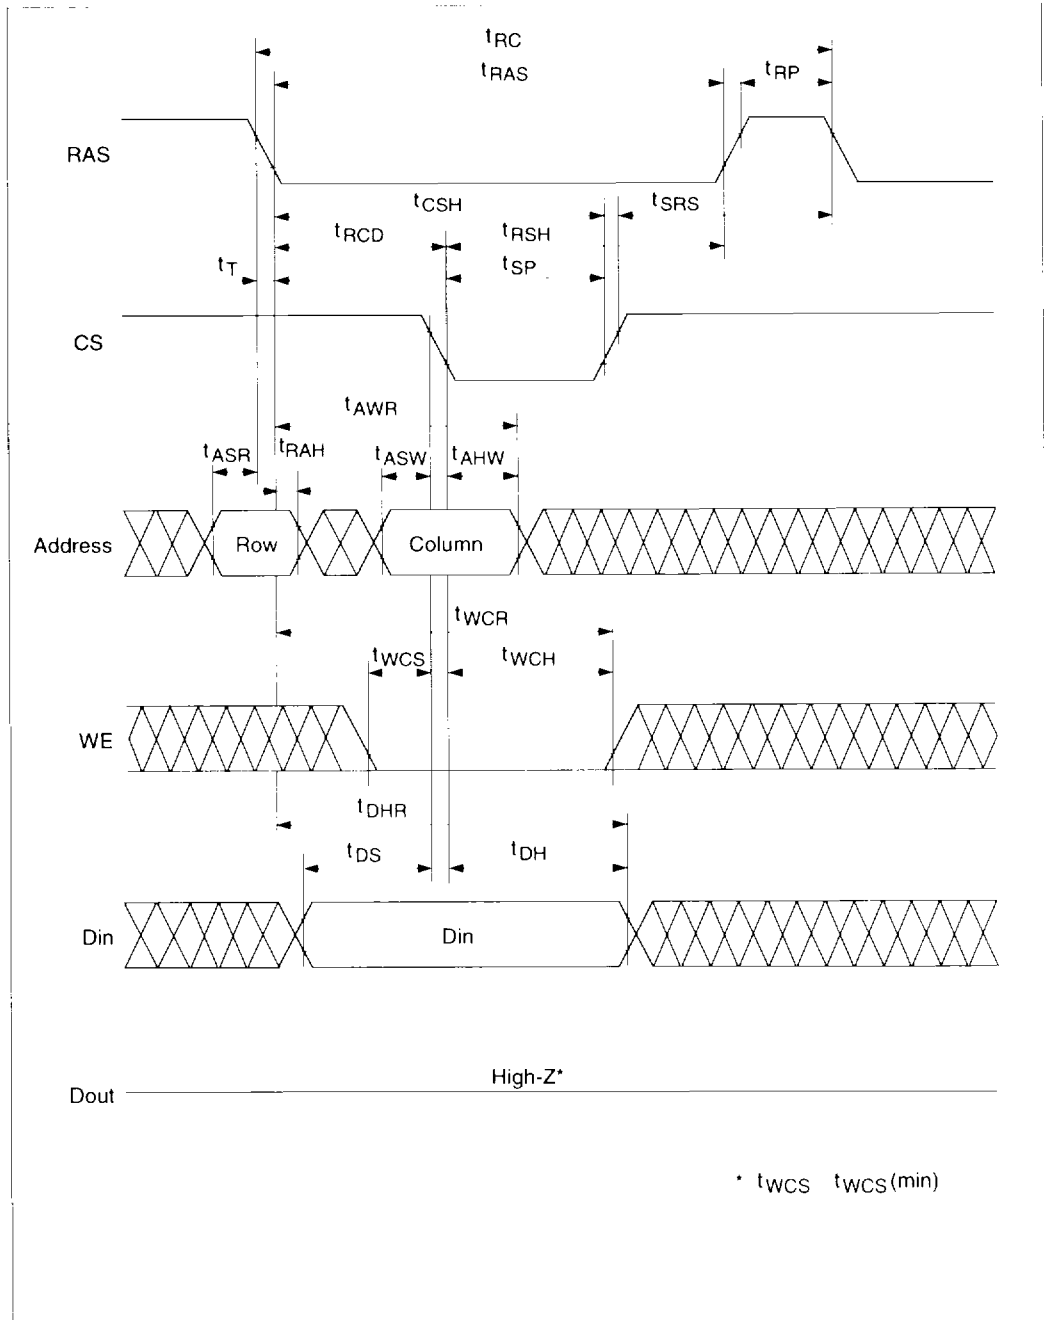 tRC
tRAS
tRP
RAS
tCSH
tSRS
tRCD
tRSH
tT
tSP
CS
tAWR
tASR
tRAH
tASW
tAHW
Address
Row
Column
tWCR
tWCS
tWCH
WE
tDHR
tDS
tDH
Din
Din
High-Z*
Dout
* tWCS tWCS(min)